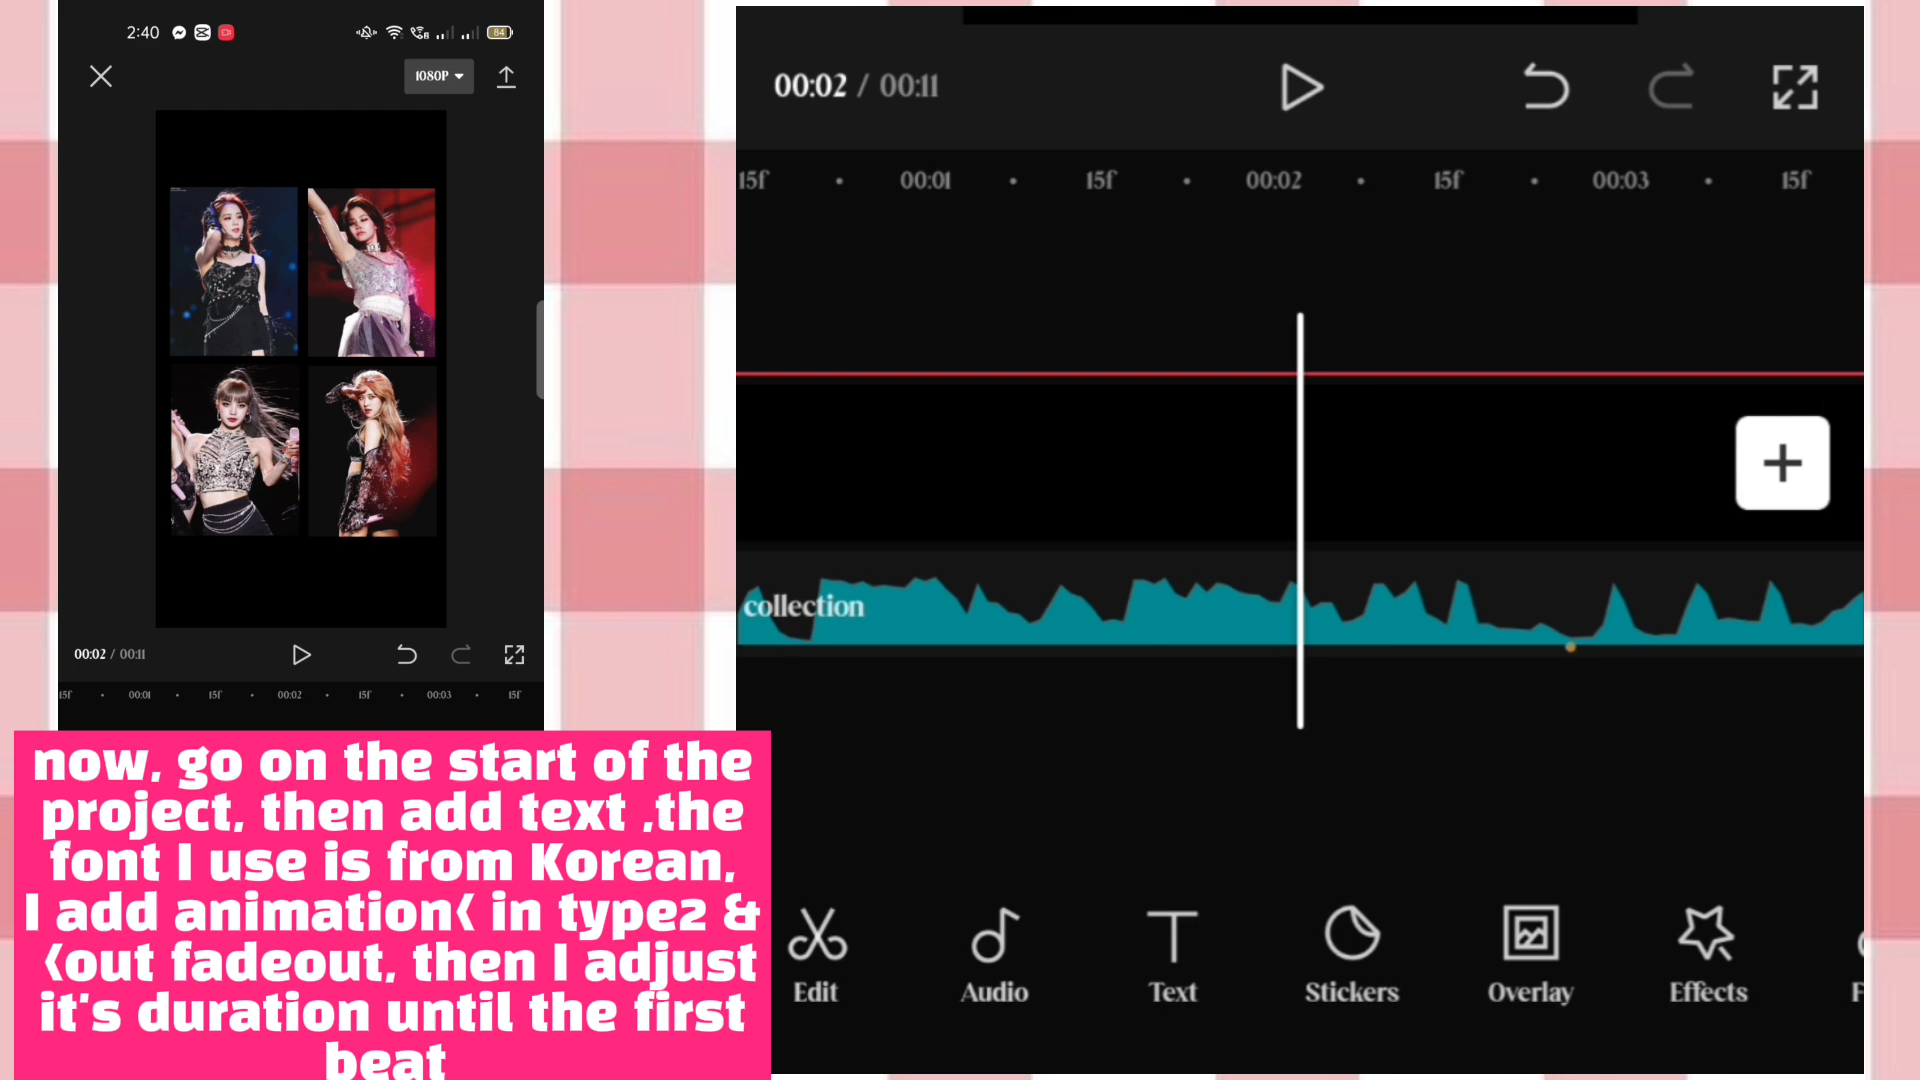 2:40
84
1080P
00:02 / 00:11
15f 00:01 15f 00:02 15f 00:03 15f
now, go on the start of the
project, then add text ,the
font I use is from Korean,
I add animation< in type2 &
<out fadeout, then I adjust
it's duration until the first
beat
00:02 / 00:11
15f 00:01 15f 00:02 15f 00:03 15f
collection
Edit Audio Text Stickers Overlay Effects F